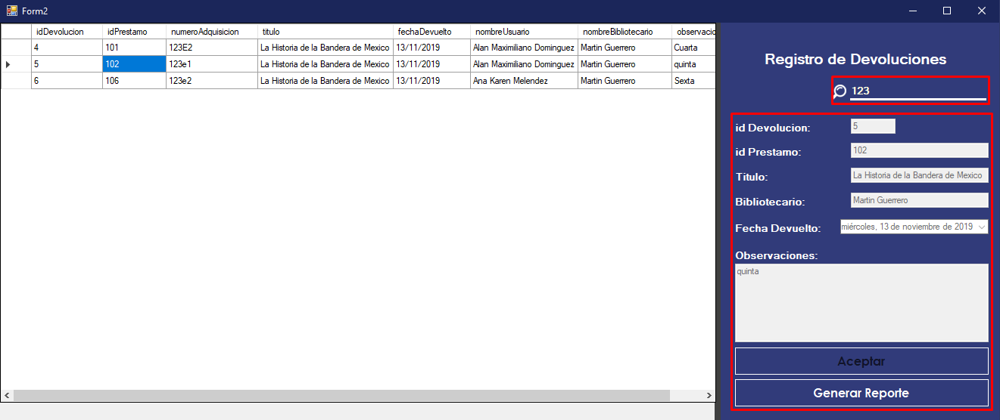 Form2
idDevolucion idPrestamo numeroAdquisicion titulo fechaDevuelto nombreUsuario nombreBibliotecario observacio
4 101 123E2 La Historia de la Bandera de Mexico 13/11/2019 Alan Maximiliano Dominguez Martin Guerrero Cuarta
5 102 123e1 La Historia de la Bandera de Mexico 13/11/2019 Alan Maximiliano Dominguez Martin Guerrero quinta
6 106 123e2 La Historia de la Bandera de Mexico 13/11/2019 Ana Karen Melendez Martin Guerrero Sexta
Registro de Devoluciones
123
id Devolucion: 5
id Prestamo: 102
Titulo: La Historia de la Bandera de Mexico
Bibliotecario: Martin Guerrero
Fecha Devuelto: miércoles, 13 de noviembre de 2019
Observaciones:
quinta
Aceptar
Generar Reporte